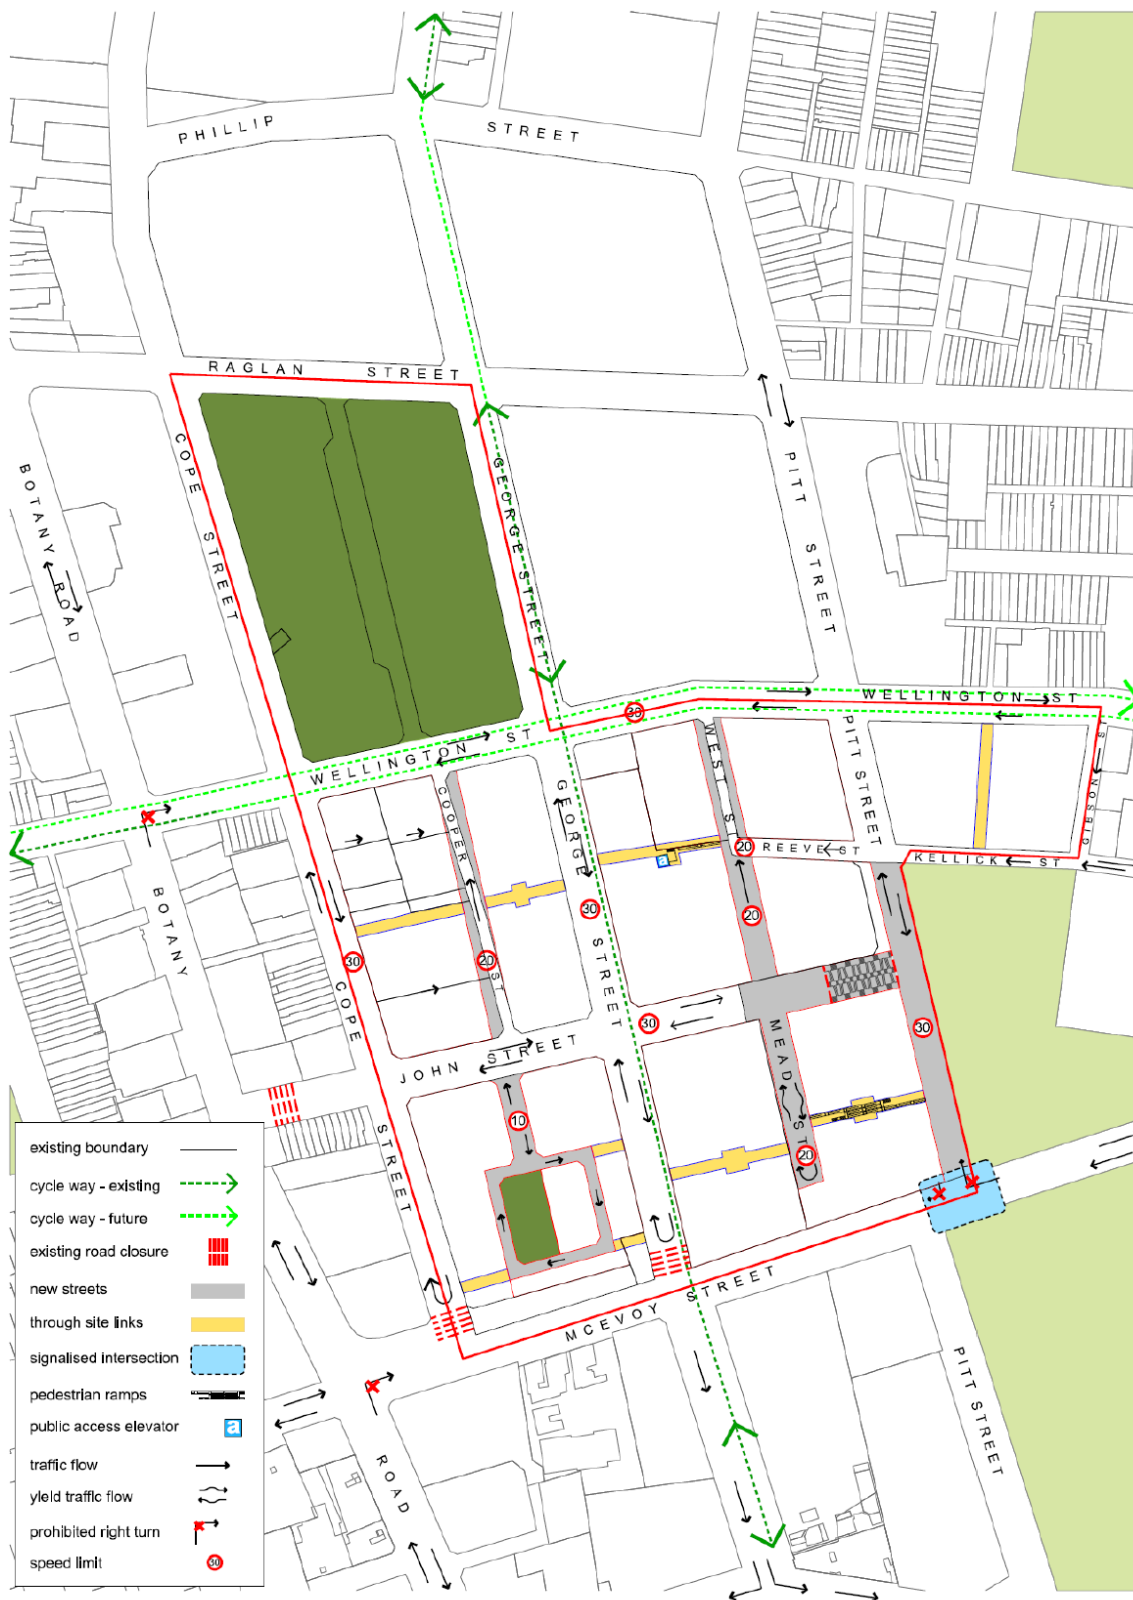 PHILLIP STREET
RAGLAN STREET
COPE STREET
BOTANY ROAD
GEORGE STREET
PITT STREET
WELLINGTON ST
30
WELLINGTON ST
WEST ST
PITT STREET
GIBSON ST
COOPER ST
GEORGE STREET
20
REEVE ST
KELLICK ST
a
BOTANY
20
30
30
20
COPE STREET
30
30
JOHN STREET
MEAD ST
10
20
MCEVOY STREET
PITT STREET
ROAD
existing boundary
cycle way - existing
cycle way - future
existing road closure
new streets
through site links
signalised intersection
pedestrian ramps
public access elevator
a
traffic flow
yield traffic flow
prohibited right turn
speed limit
30